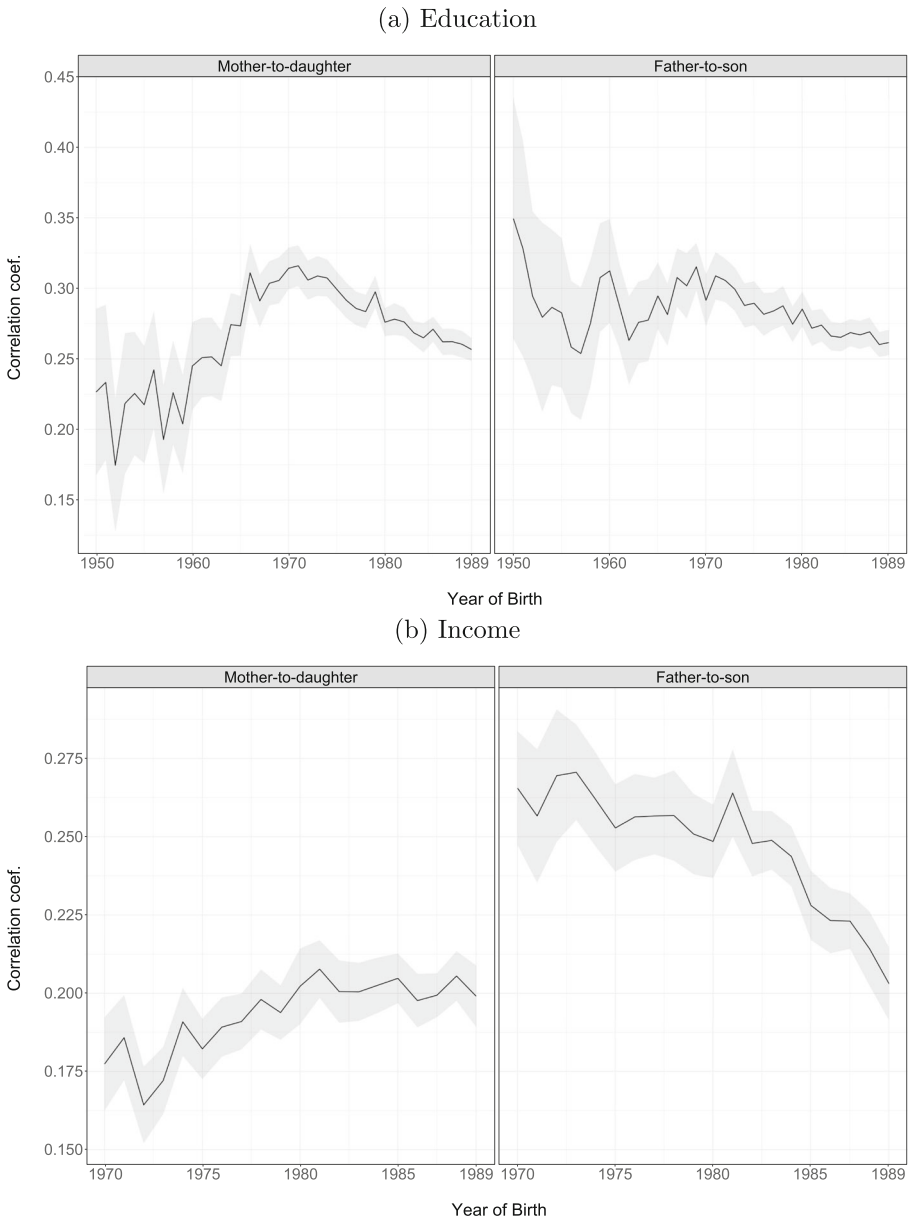 (a) Education
Mother-to-daughter Father-to-son
Correlation coef.
0.45
0.40
0.35
0.30
0.25
0.20
0.15
1950 1960 1970 1980 1989 1950 1960 1970 1980 1989
Year of Birth
(b) Income
Mother-to-daughter Father-to-son
Correlation coef.
0.275
0.250
0.225
0.200
0.175
0.150
1970 1975 1980 1985 1989 1970 1975 1980 1985 1989
Year of Birth